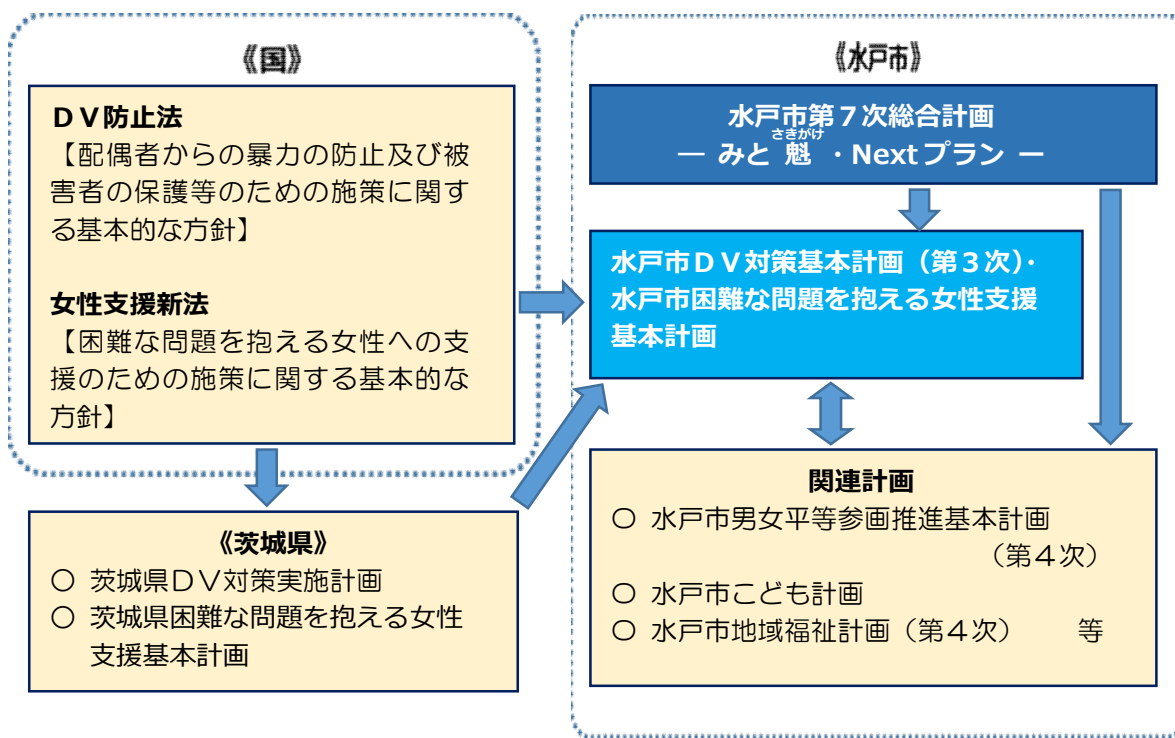 《国》
DV防止法
【配偶者からの暴力の防止及び被
害者の保護等のための施策に関す
る基本的な方針】
女性支援新法
【困難な問題を抱える女性への支
援のための施策に関する基本的な
方針】
《茨城県》
○ 茨城県DV対策実施計画
○ 茨城県困難な問題を抱える女性
支援基本計画
《水戸市》
水戸市第7次総合計画
さきがけ
― みと 魁 ・Nextプラン ―
水戸市DV対策基本計画（第3次）・
水戸市困難な問題を抱える女性支援
基本計画
関連計画
○ 水戸市男女平等参画推進基本計画
（第4次）
○ 水戸市こども計画
○ 水戸市地域福祉計画（第4次） 等